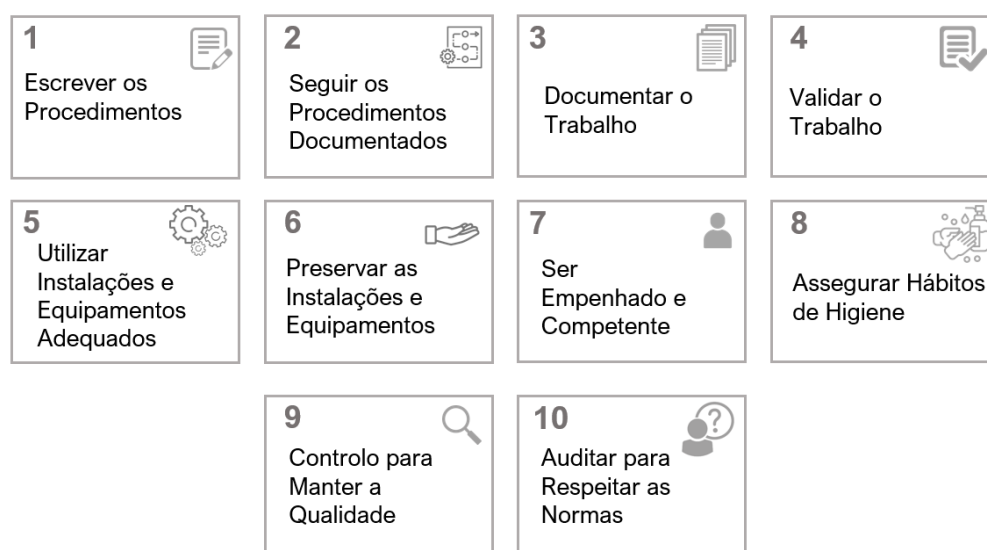 1
Escrever os
Procedimentos
2
Seguir os
Procedimentos
Documentados
3
Documentar o
Trabalho
4
Validar o
Trabalho
5
Utilizar
Instalações e
Equipamentos
Adequados
6
Preservar as
Instalações e
Equipamentos
7
Ser
Empenhado e
Competente
8
Assegurar Hábitos
de Higiene
9
Controlo para
Manter a
Qualidade
10
Auditar para
Respeitar as
Normas